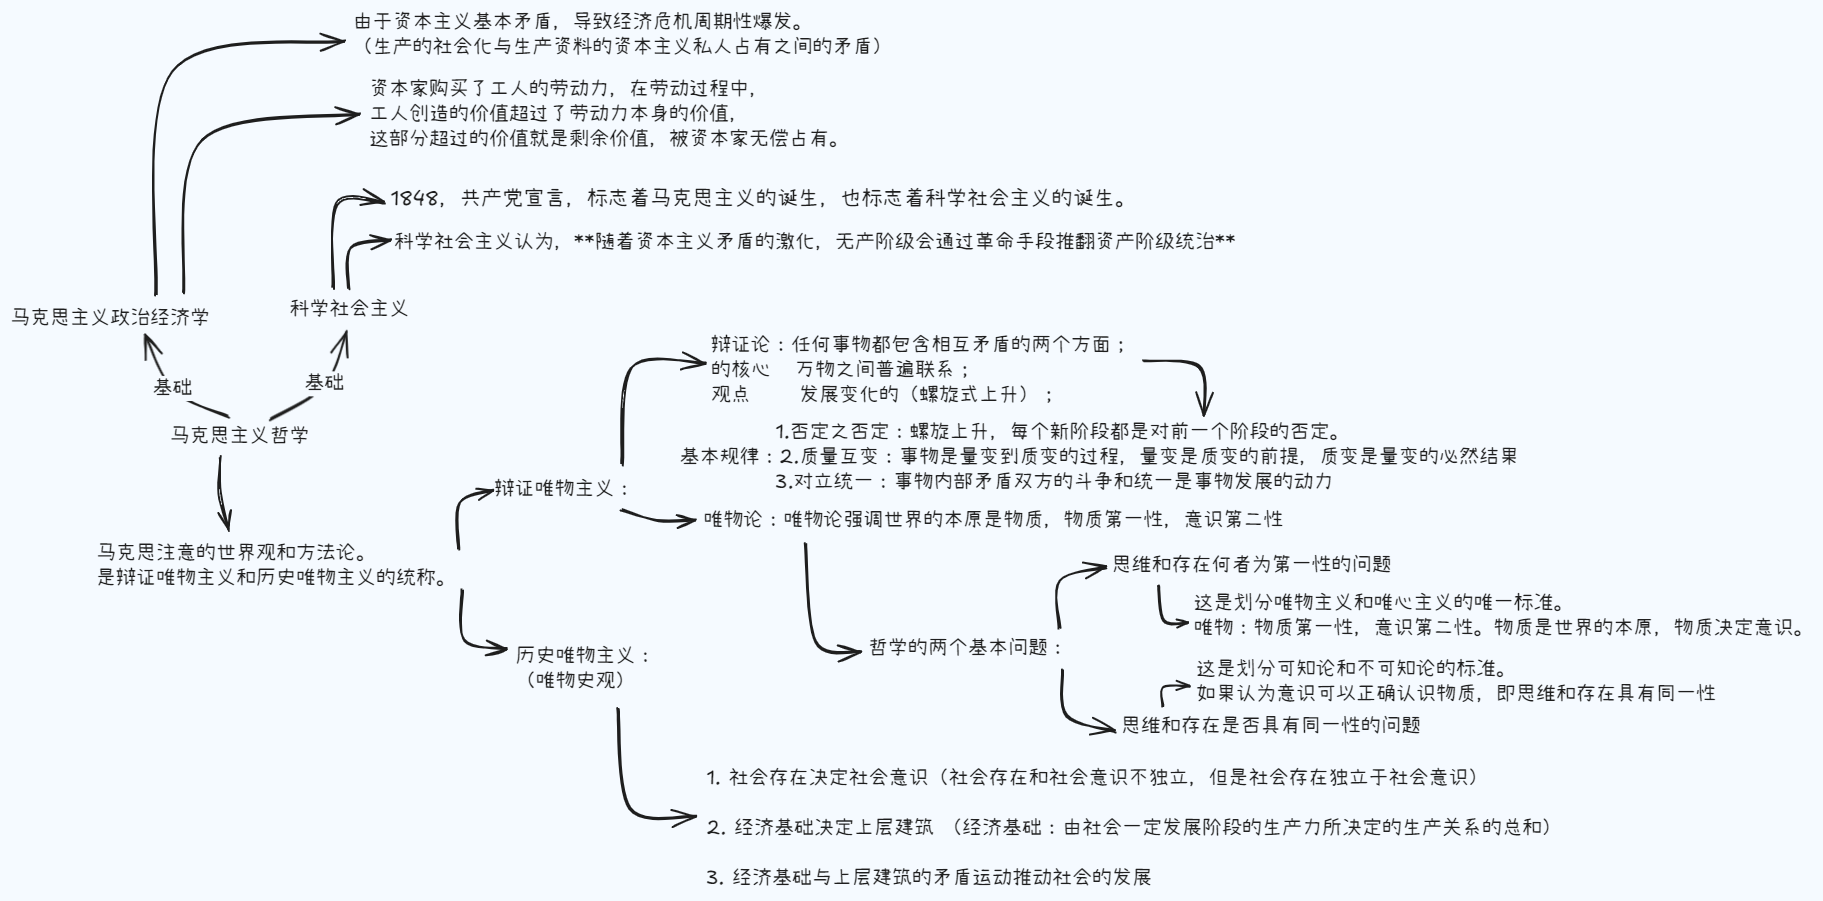 由于资本主义基本矛盾，导致经济危机周期性爆发。
（生产的社会化与生产资料的资本主义私人占有之间的矛盾）
资本家购买了工人的劳动力，在劳动过程中，
工人创造的价值超过了劳动力本身的价值，
这部分超过的价值就是剩余价值，被资本家无偿占有。
1848，共产党宣言，标志着马克思主义的诞生，也标志着科学社会主义的诞生。
科学社会主义认为，**随着资本主义矛盾的激化，无产阶级会通过革命手段推翻资产阶级统治**
马克思主义政治经济学
科学社会主义
基础
基础
马克思主义哲学
马克思注意的世界观和方法论。
是辩证唯物主义和历史唯物主义的统称。
辩证唯物主义：
辩证论：任何事物都包含相互矛盾的两个方面；
的核心 万物之间普遍联系；
观点 发展变化的（螺旋式上升）；
1.否定之否定：螺旋上升，每个新阶段都是对前一个阶段的否定。
基本规律：2.质量互变：事物是量变到质变的过程，量变是质变的前提，质变是量变的必然结果
3.对立统一：事物内部矛盾双方的斗争和统一是事物发展的动力
唯物论：唯物论强调世界的本原是物质，物质第一性，意识第二性
哲学的两个基本问题：
思维和存在何者为第一性的问题
这是划分唯物主义和唯心主义的唯一标准。
唯物：物质第一性，意识第二性。物质是世界的本原，物质决定意识。
这是划分可知论和不可知论的标准。
如果认为意识可以正确认识物质，即思维和存在具有同一性
思维和存在是否具有同一性的问题
历史唯物主义：
（唯物史观）
1. 社会存在决定社会意识（社会存在和社会意识不独立，但是社会存在独立于社会意识）
2. 经济基础决定上层建筑 （经济基础：由社会一定发展阶段的生产力所决定的生产关系的总和）
3. 经济基础与上层建筑的矛盾运动推动社会的发展